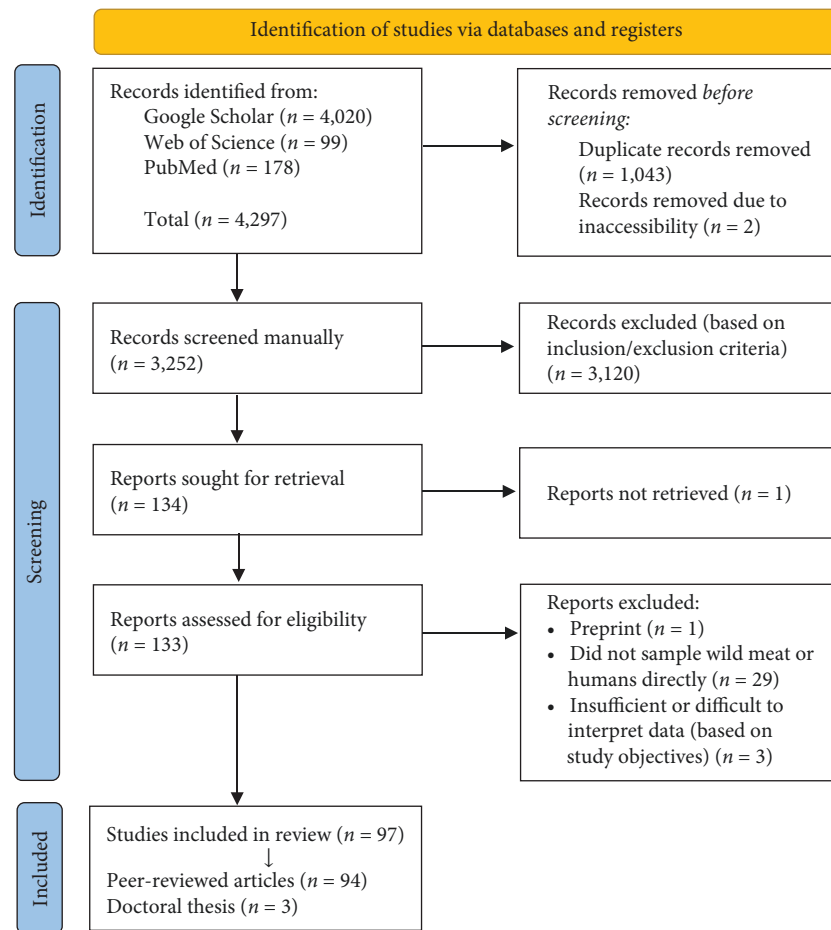 Identification of studies via databases and registers
Identification
Records identified from:
Google Scholar (n = 4,020)
Web of Science (n = 99)
PubMed (n = 178)
Total (n = 4,297)
Records removed before
screening:
Duplicate records removed
(n = 1,043)
Records removed due to
inaccessibility (n = 2)
Screening
Records screened manually
(n = 3,252)
Records excluded (based on
inclusion/exclusion criteria)
(n = 3,120)
Reports sought for retrieval
(n = 134)
Reports not retrieved (n = 1)
Reports assessed for eligibility
(n = 133)
Reports excluded:
• Preprint (n = 1)
• Did not sample wild meat or
humans directly (n = 29)
• Insufficient or difficult to
interpret data (based on
study objectives) (n = 3)
Included
Studies included in review (n = 97)
↓
Peer-reviewed articles (n = 94)
Doctoral thesis (n = 3)